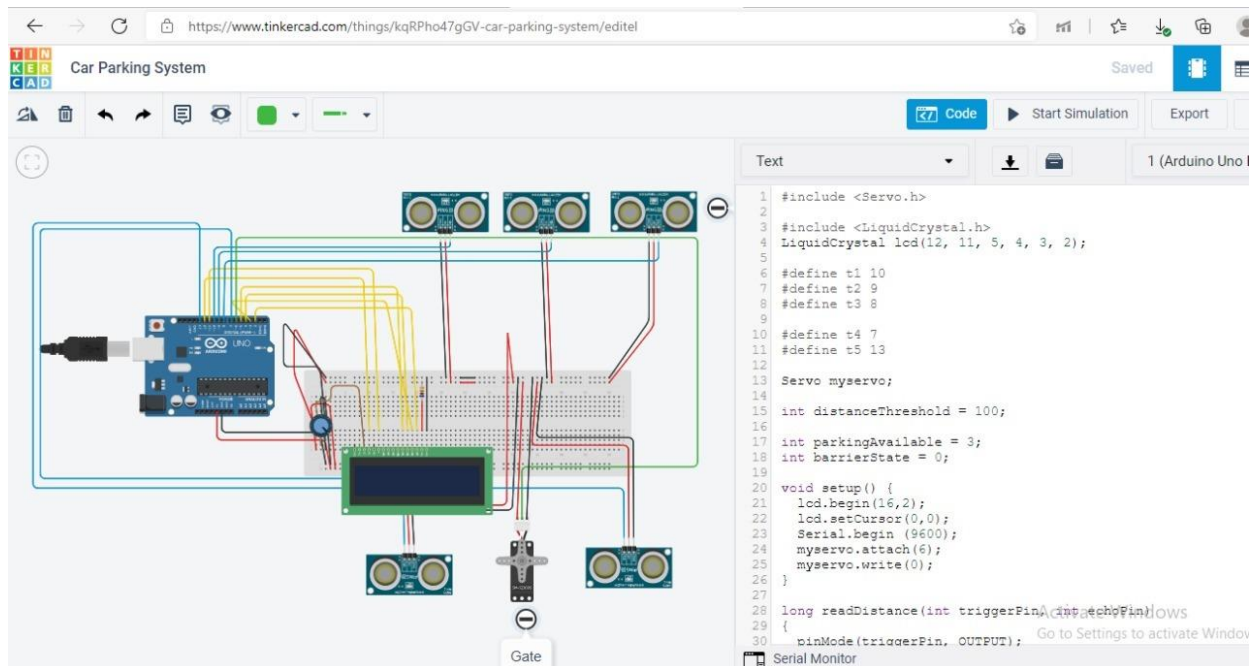 https://www.tinkercad.com/things/kqRPho47gGV-car-parking-system/editel
TIN
KER
CAD
Car Parking System
Saved
Code
Start Simulation
Export
Text
1 (Arduino Uno
1 #include <Servo.h>
2
3 #include <LiquidCrystal.h>
4 LiquidCrystal lcd(12, 11, 5, 4, 3, 2);
5
6 #define t1 10
7 #define t2 9
8 #define t3 8
9
10 #define t4 7
11 #define t5 13
12
13 Servo myservo;
14
15 int distanceThreshold = 100;
16
17 int parkingAvailable = 3;
18 int barrierState = 0;
19
20 void setup() {
21 lcd.begin(16,2);
22 lcd.setCursor(0,0);
23 Serial.begin (9600);
24 myservo.attach(6);
25 myservo.write(0);
26 }
27
28 long readDistance(int triggerPin, int echoPin)
29 {
30 pinMode(triggerPin, OUTPUT);
Activate Windows
Go to Settings to activate Window
Serial Monitor
UNO
Gate